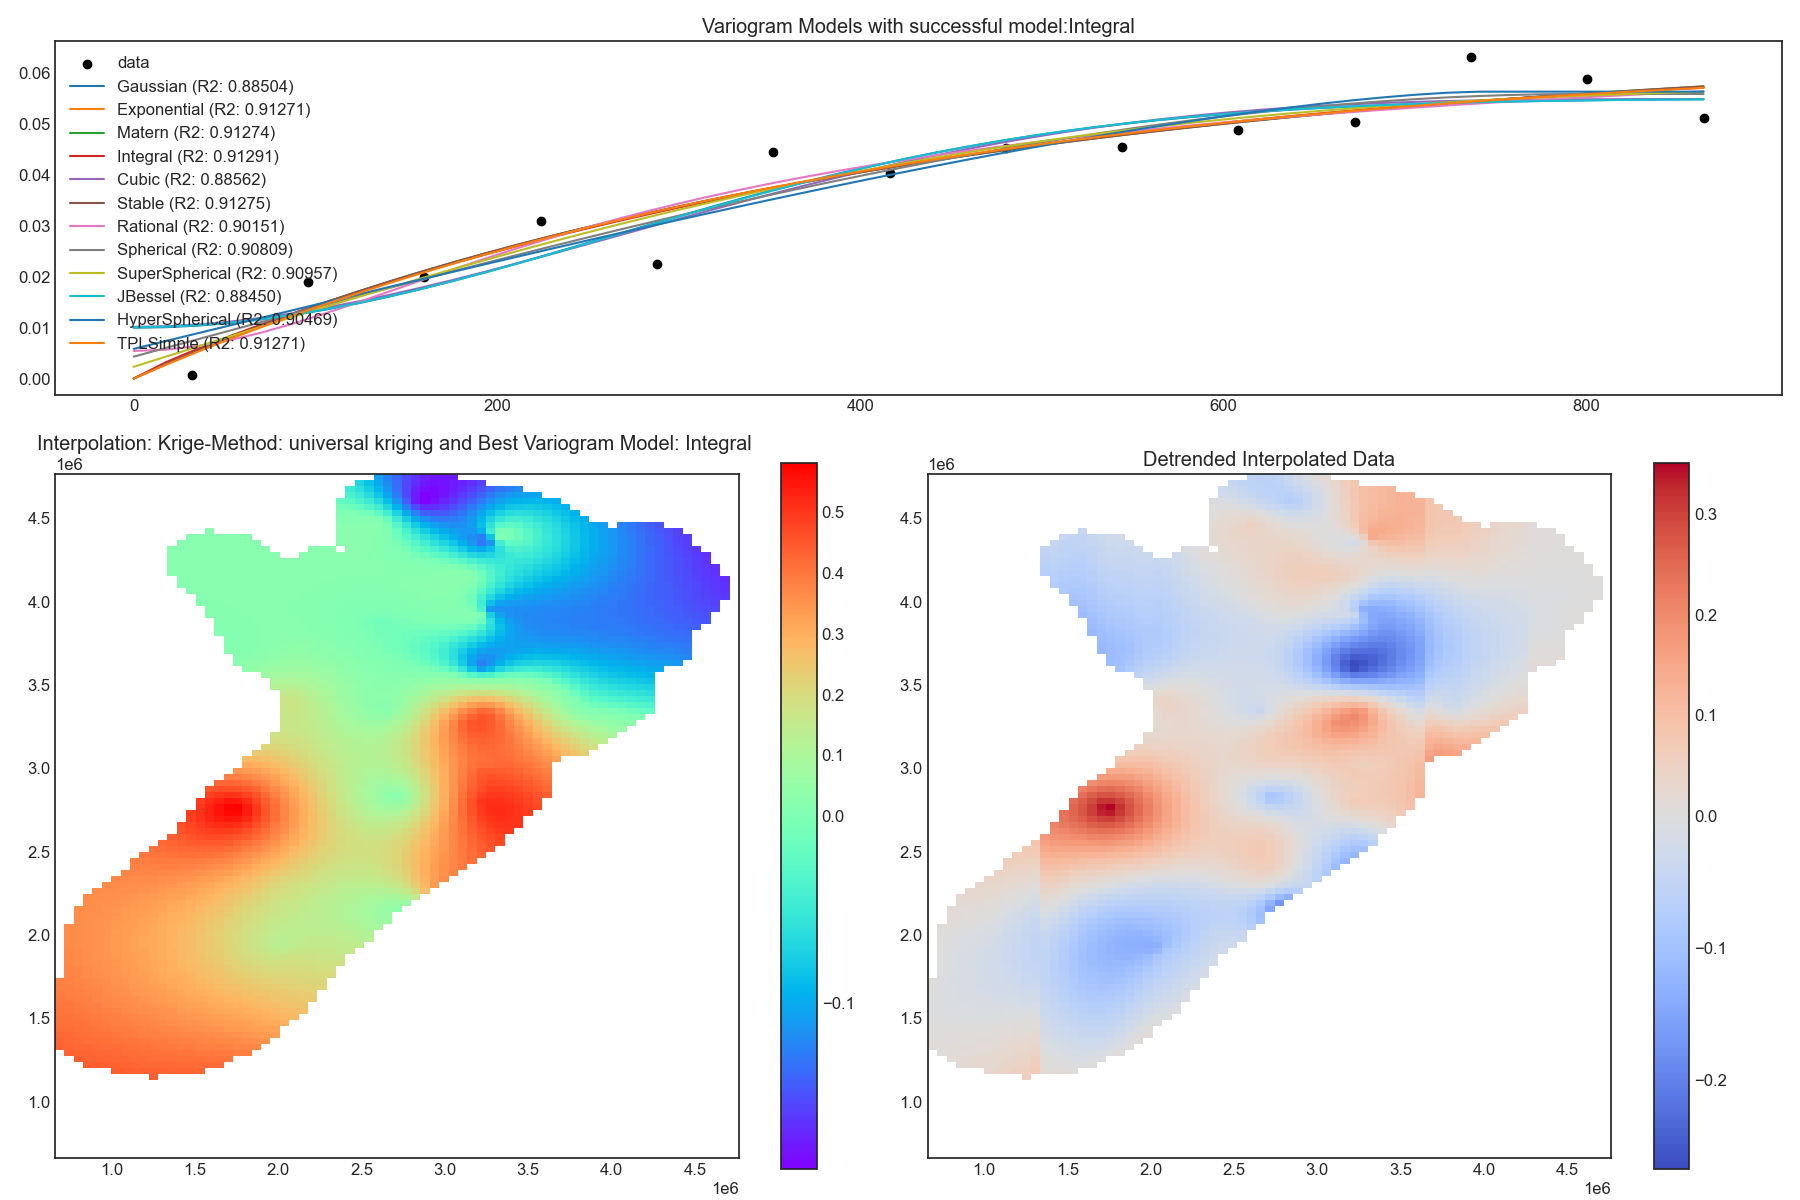 Variogram Models with successful model:Integral
data
Gaussian (R2: 0.88504)
Exponential (R2: 0.91271)
Matern (R2: 0.91274)
Integral (R2: 0.91291)
Cubic (R2: 0.88562)
Stable (R2: 0.91275)
Rational (R2: 0.90151)
Spherical (R2: 0.90809)
SuperSpherical (R2: 0.90957)
JBessel (R2: 0.88450)
HyperSpherical (R2: 0.90469)
TPLSimple (R2: 0.91271)
0.06
0.05
0.04
0.03
0.02
0.01
0.00
0 200 400 600 800
Interpolation: Krige-Method: universal kriging and Best Variogram Model: Integral
1e6
4.5
4.0
3.5
3.0
2.5
2.0
1.5
1.0
1.0 1.5 2.0 2.5 3.0 3.5 4.0 4.5
1e6
0.5
0.4
0.3
0.2
0.1
0.0
−0.1
Detrended Interpolated Data
1e6
4.5
4.0
3.5
3.0
2.5
2.0
1.5
1.0
1.0 1.5 2.0 2.5 3.0 3.5 4.0 4.5
1e6
0.3
0.2
0.1
0.0
−0.1
−0.2